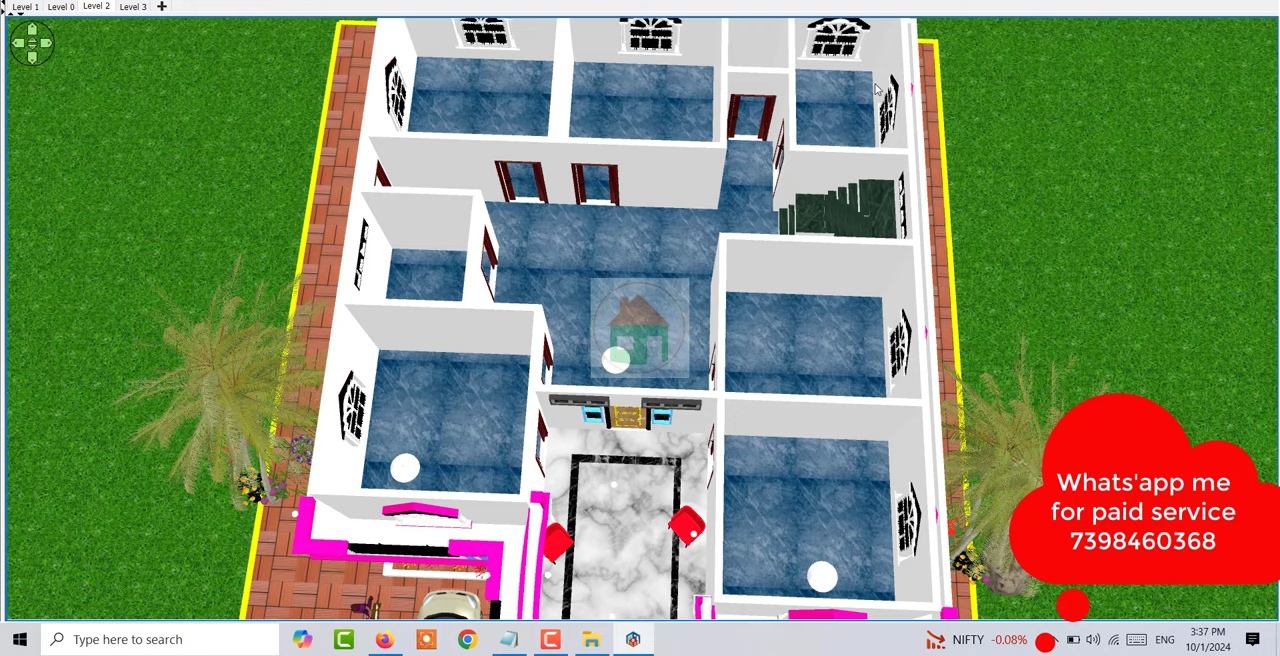 Level 1
Level 0
Level 2
Level 3
Whats'app me
for paid service
7398460368
Type here to search
NIFTY
-0.08%
ENG
3:37 PM
10/1/2024